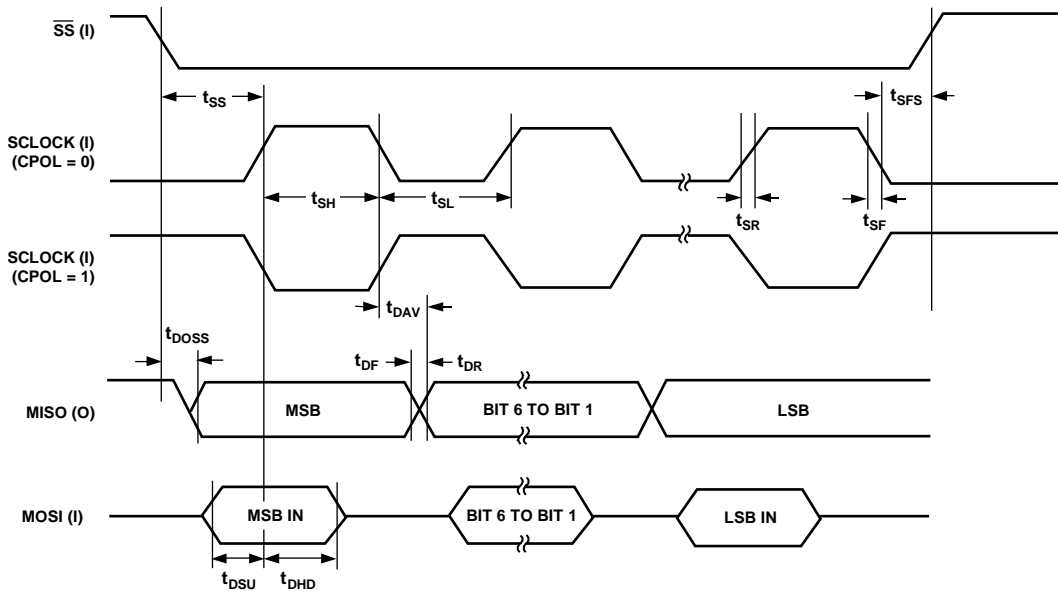 SS (I)
tSS
tSFS
SCLOCK (I)
(CPOL = 0)
tSH
tSL
tSR
tSF
SCLOCK (I)
(CPOL = 1)
tDAV
tDOSS
tDF
tDR
MISO (O)
MSB
BIT 6 TO BIT 1
LSB
MOSI (I)
MSB IN
BIT 6 TO BIT 1
LSB IN
tDSU
tDHD